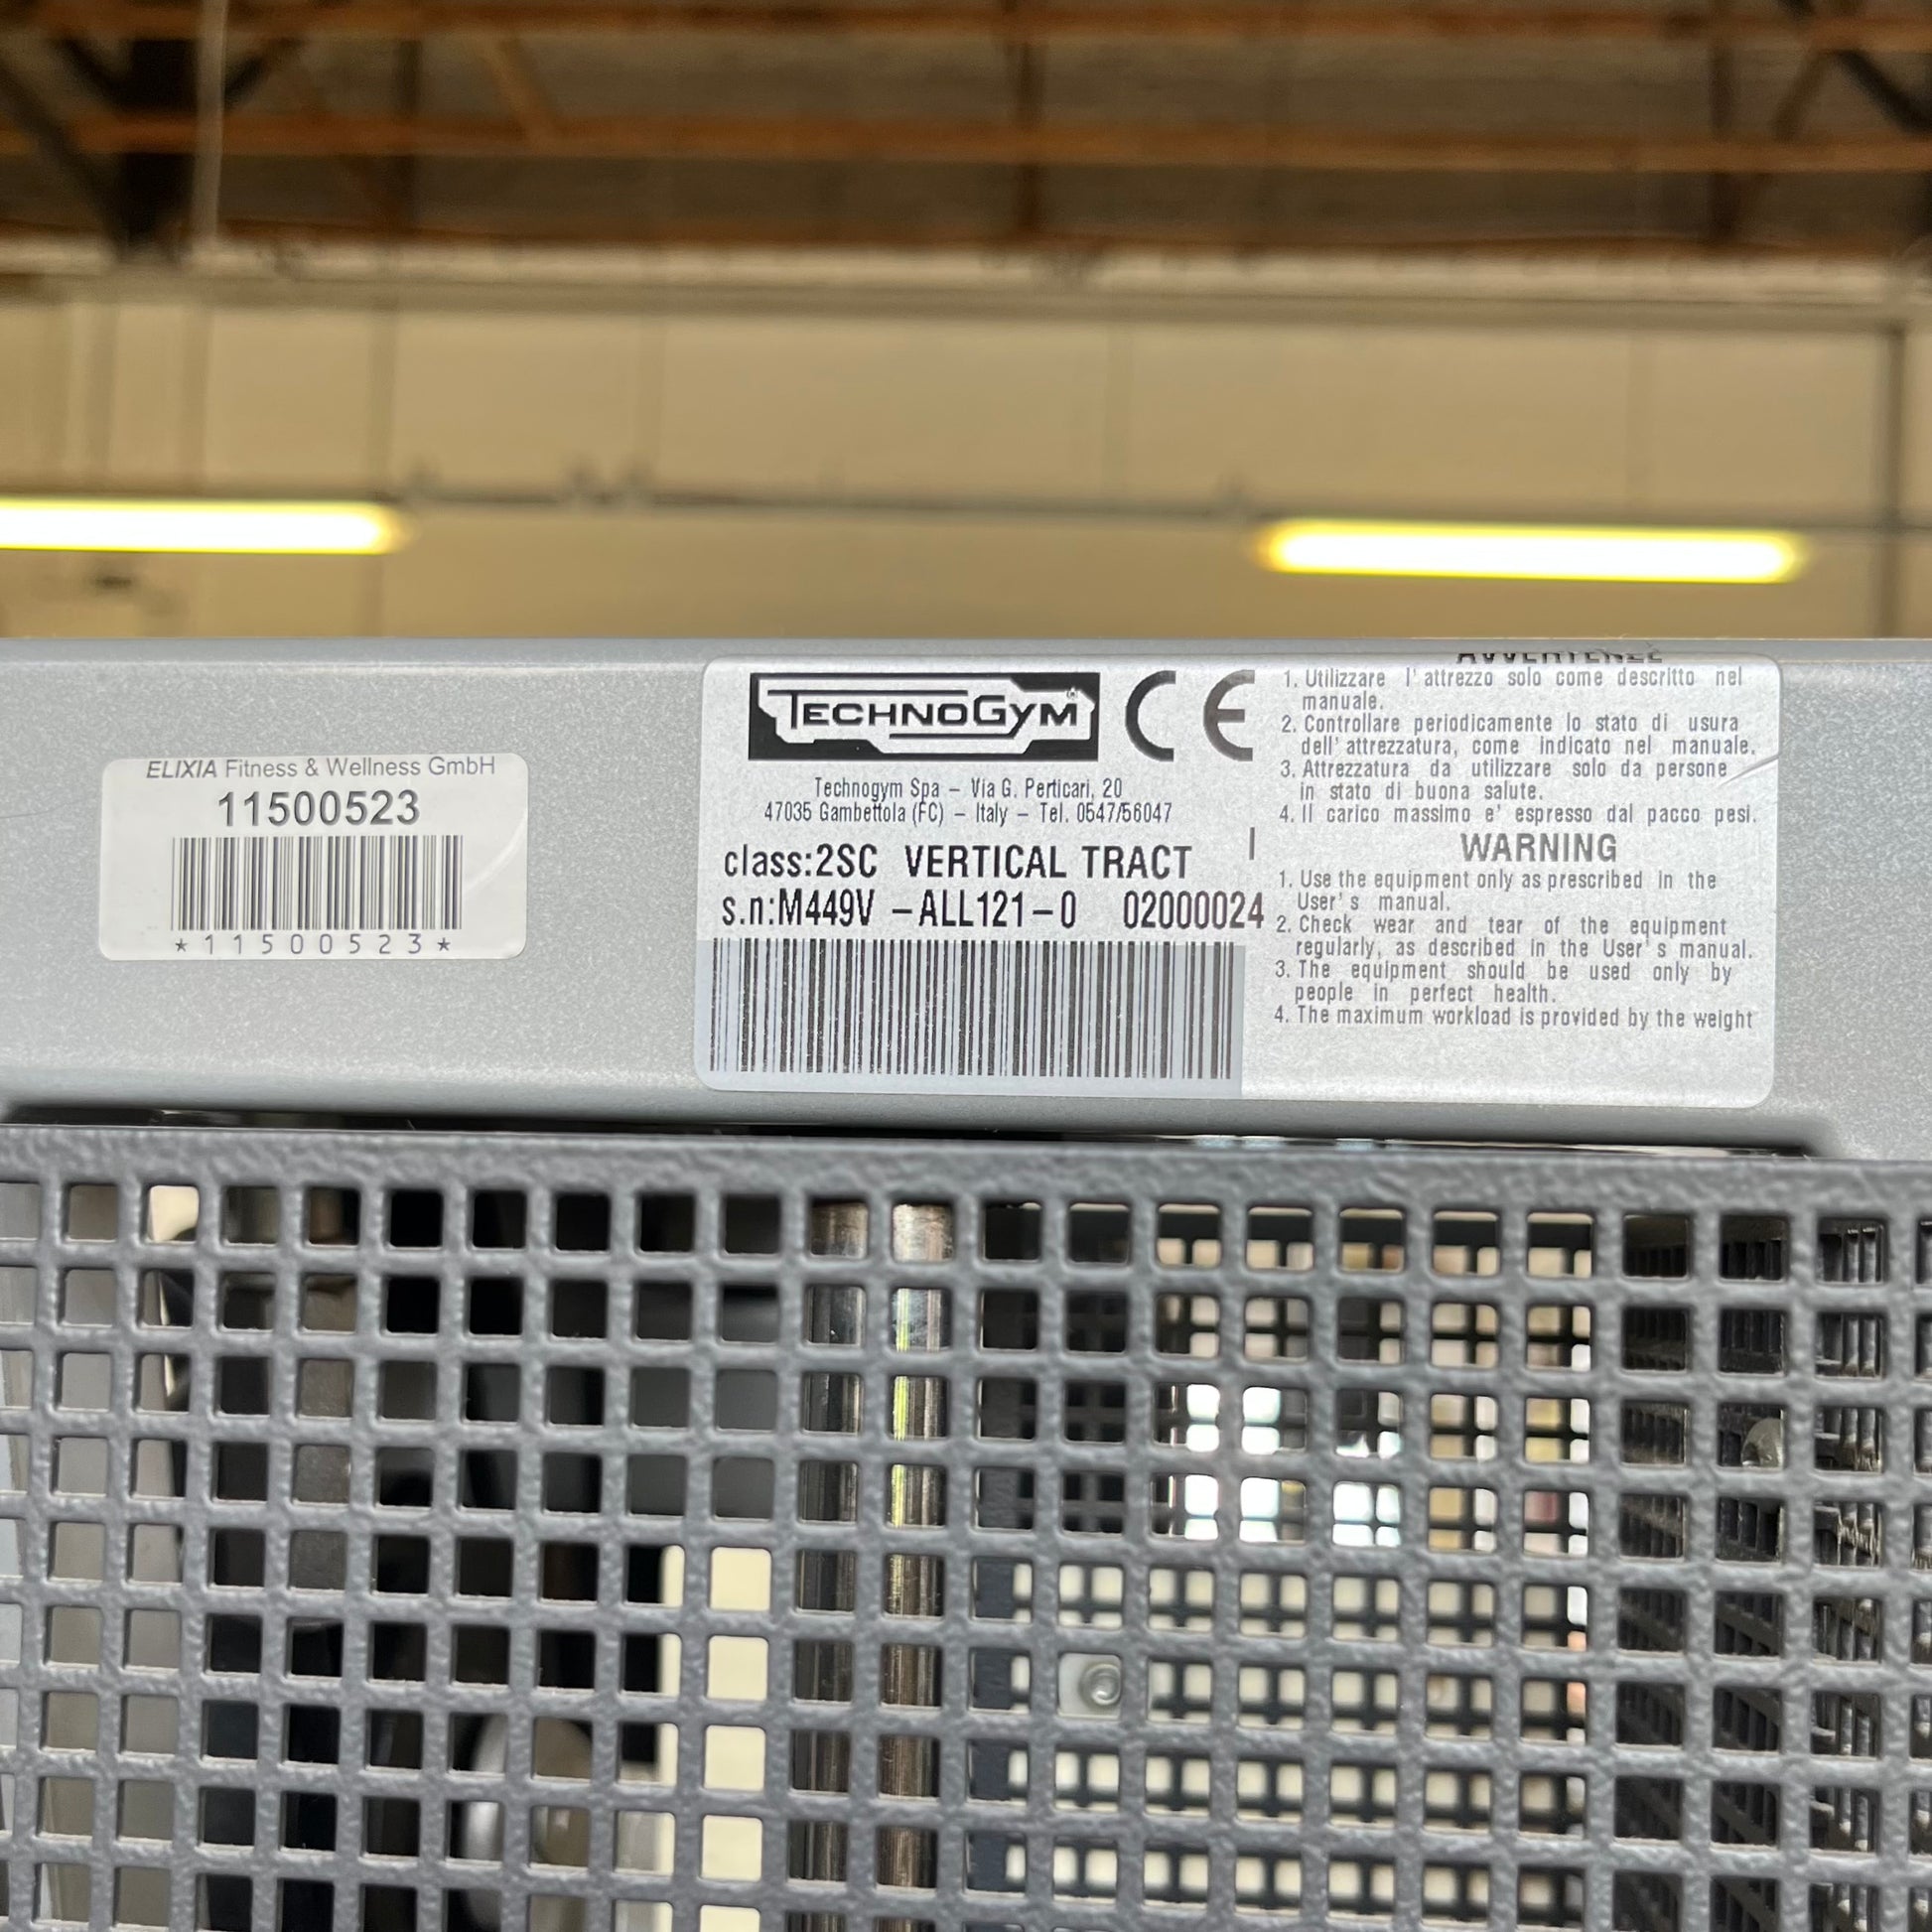 ELIXIA Fitness & Wellness GmbH
11500523
*11500523*
TECHNOGYM®
CE
Technogym Spa – Via G. Perticari, 20
47035 Gambettola (FC) – Italy – Tel. 0547/56047
class:2SC VERTICAL TRACT
s.n:M449V –ALL121–0 02000024
AVVERTENZE
1. Utilizzare l'attrezzo solo come descritto nel
manuale.
2. Controllare periodicamente lo stato di usura
dell'attrezzatura, come indicato nel manuale.
3. Attrezzatura da utilizzare solo da persone
in stato di buona salute.
4. Il carico massimo e' espresso dal pacco pesi.
WARNING
1. Use the equipment only as prescribed in the
User's manual.
2. Check wear and tear of the equipment
regularly, as described in the User's manual.
3. The equipment should be used only by
people in perfect health.
4. The maximum workload is provided by the weight